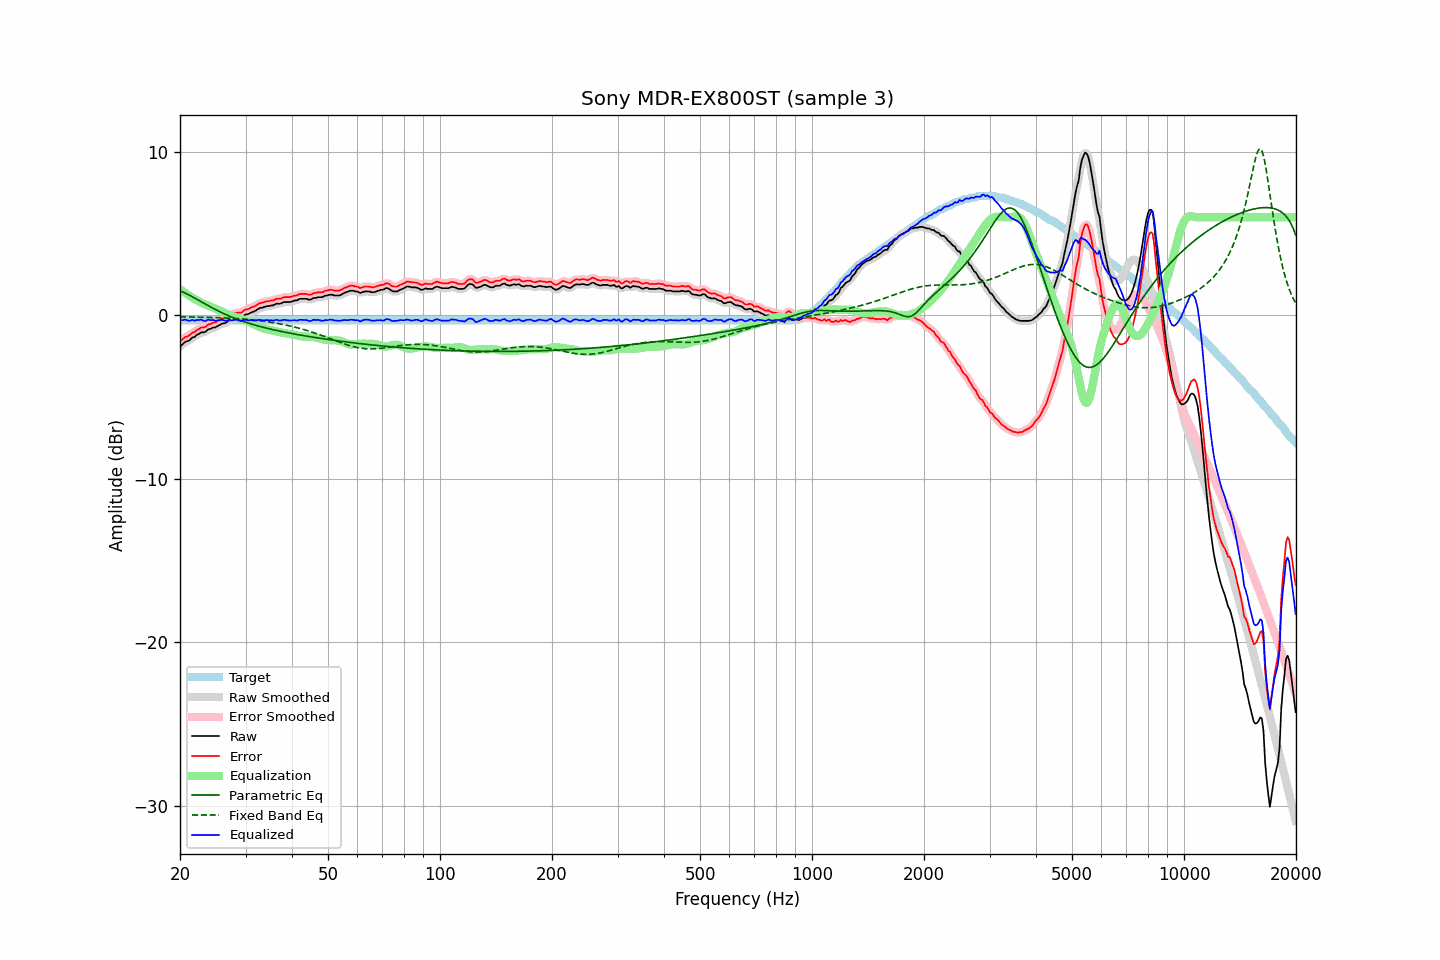 Sony MDR-EX800ST (sample 3)
10
0
−10
−20
−30
Amplitude (dBr)
Target
Raw Smoothed
Error Smoothed
Raw
Error
Equalization
Parametric Eq
Fixed Band Eq
Equalized
20 50 100 200 500 1000 2000 5000 10000 20000
Frequency (Hz)